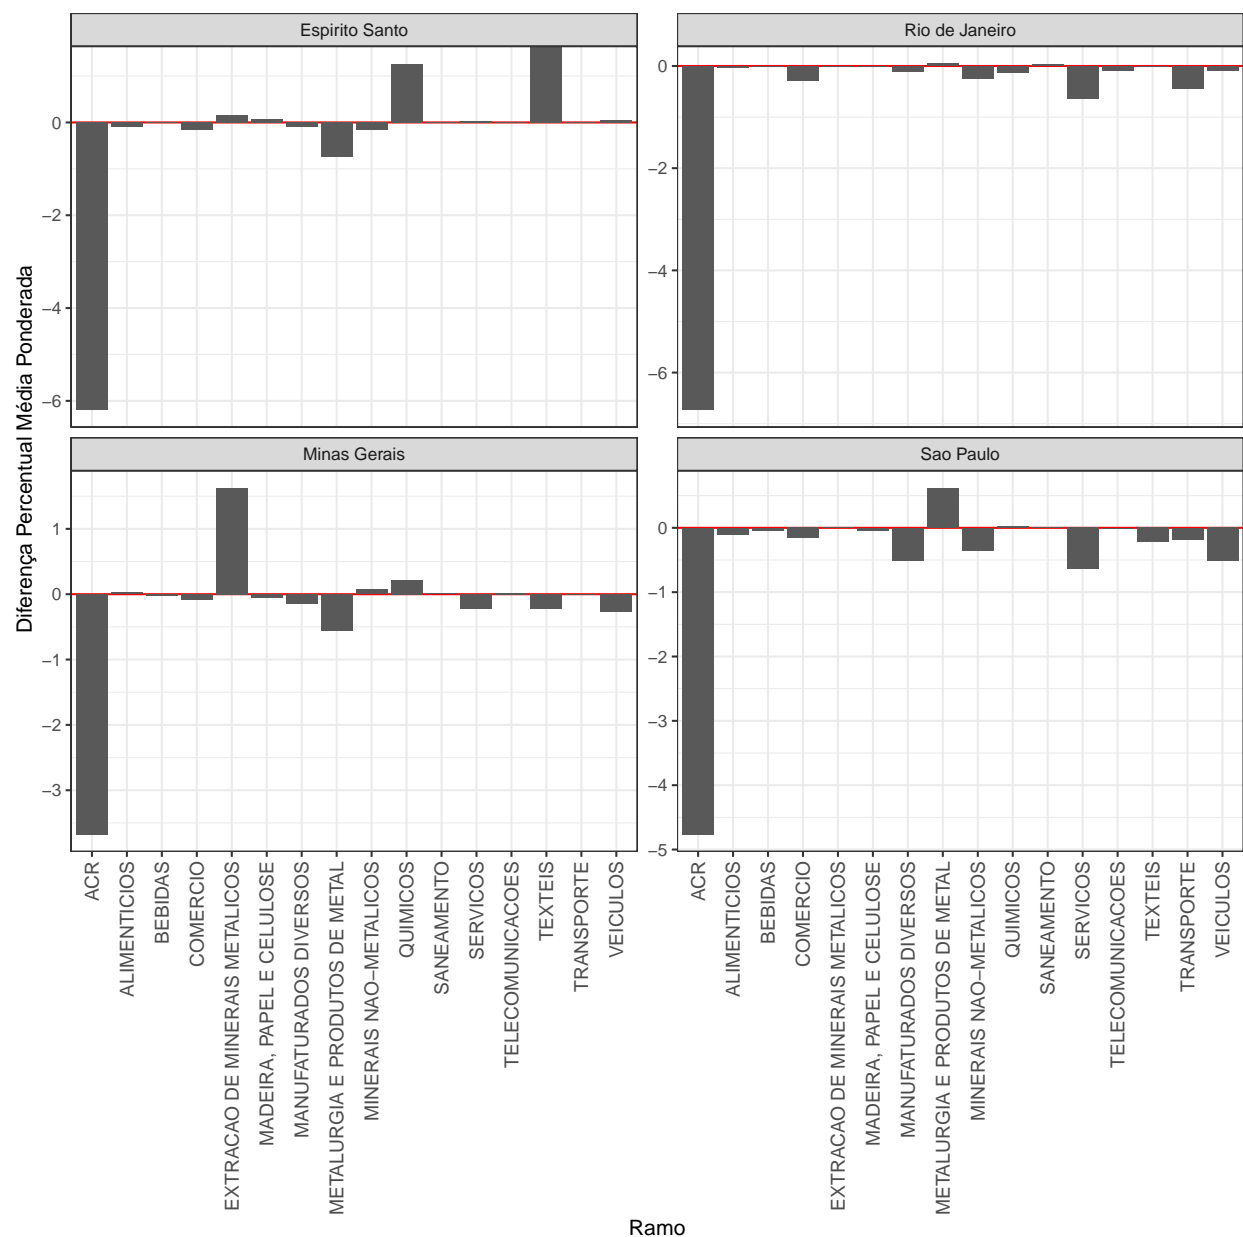 Espirito Santo
Rio de Janeiro
0
−2
−4
−6
0
−2
−4
−6
Diferença Percentual Média Ponderada
Minas Gerais
Sao Paulo
1
0
−1
−2
−3
0
−1
−2
−3
−4
−5
ACR
ALIMENTICIOS
BEBIDAS
COMERCIO
EXTRACAO DE MINERAIS METALICOS
MADEIRA, PAPEL E CELULOSE
MANUFATURADOS DIVERSOS
METALURGIA E PRODUTOS DE METAL
MINERAIS NAO−METALICOS
QUIMICOS
SANEAMENTO
SERVICOS
TELECOMUNICACOES
TEXTEIS
TRANSPORTE
VEICULOS
ACR
ALIMENTICIOS
BEBIDAS
COMERCIO
EXTRACAO DE MINERAIS METALICOS
MADEIRA, PAPEL E CELULOSE
MANUFATURADOS DIVERSOS
METALURGIA E PRODUTOS DE METAL
MINERAIS NAO−METALICOS
QUIMICOS
SANEAMENTO
SERVICOS
TELECOMUNICACOES
TEXTEIS
TRANSPORTE
VEICULOS
Ramo